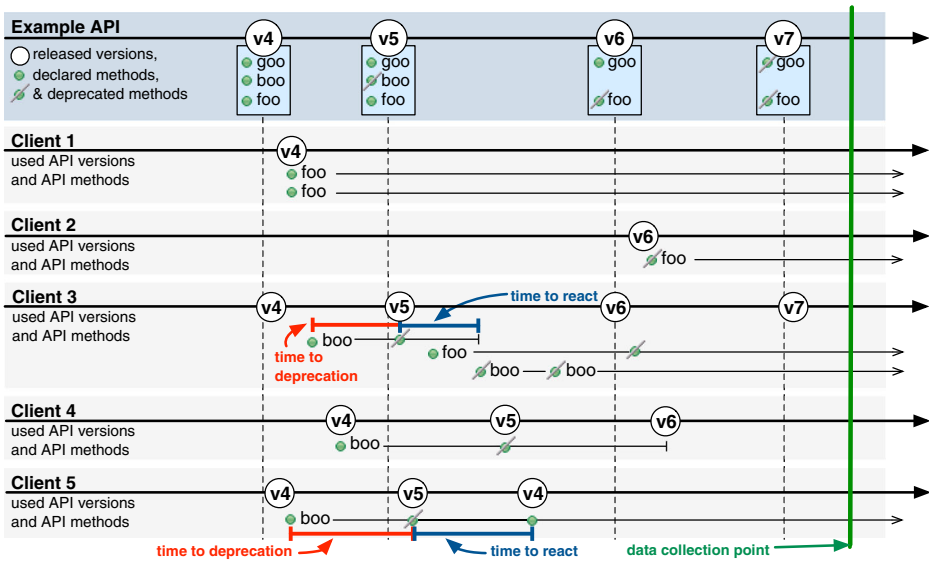 Example API
released versions,
declared methods,
& deprecated methods
v4
goo
boo
foo
v5
goo
boo
foo
v6
goo
foo
v7
goo
foo
Client 1
used API versions
and API methods
v4
foo
foo
Client 2
used API versions
and API methods
v6
foo
Client 3
used API versions
and API methods
v4
v5
v6
v7
time to react
boo
time to
deprecation
foo
boo
boo
Client 4
used API versions
and API methods
v4
v5
v6
boo
Client 5
used API versions
and API methods
v4
v5
v4
boo
time to deprecation
time to react
data collection point